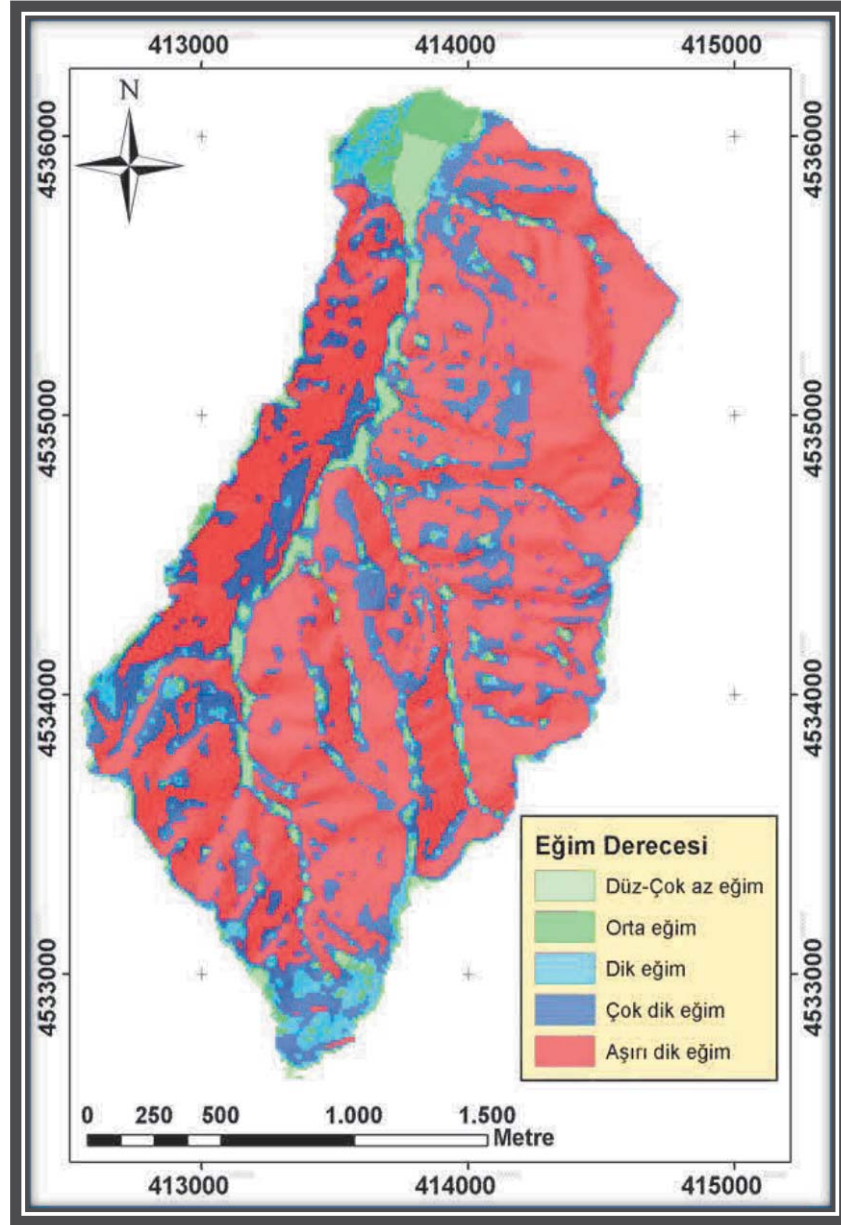 413000 414000 415000
N
4536000 4536000
4535000 4535000
4534000 4534000
4533000 4533000
Eğim Derecesi
Düz-Çok az eğim
Orta eğim
Dik eğim
Çok dik eğim
Aşırı dik eğim
0 250 500 1.000 1.500
Metre
413000 414000 415000